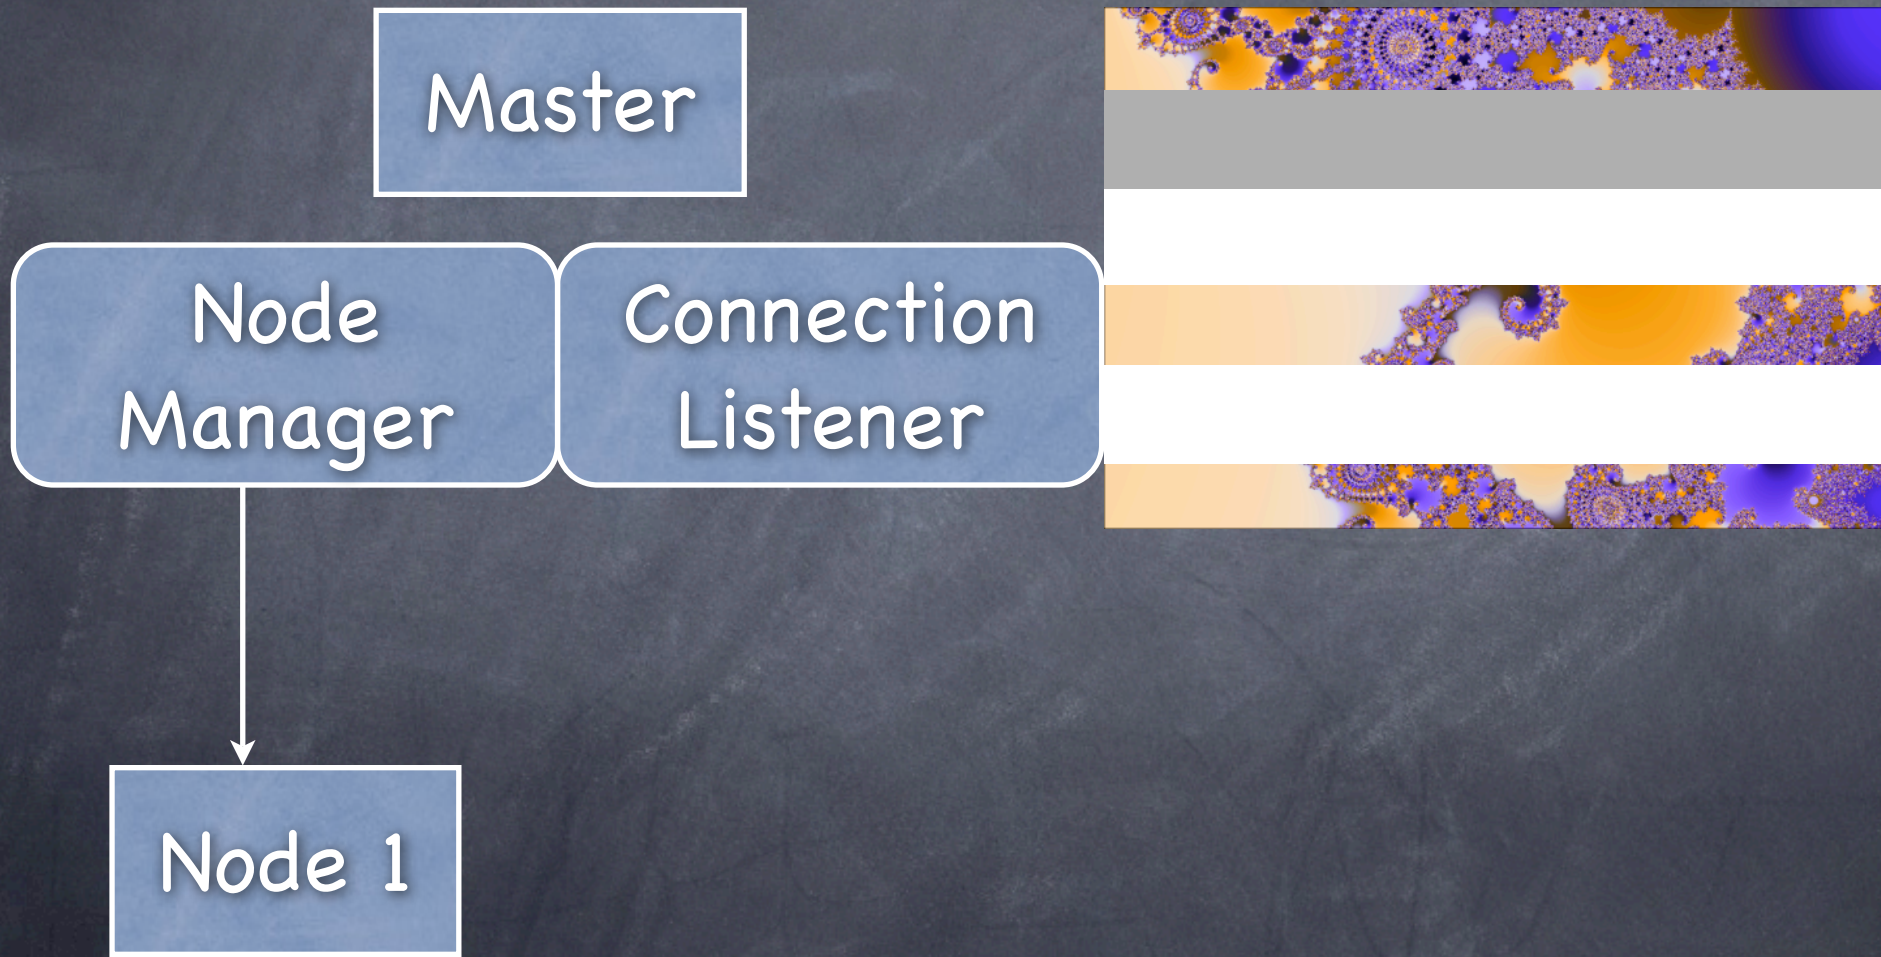 Master
Node
Manager
Connection
Listener
Node 1